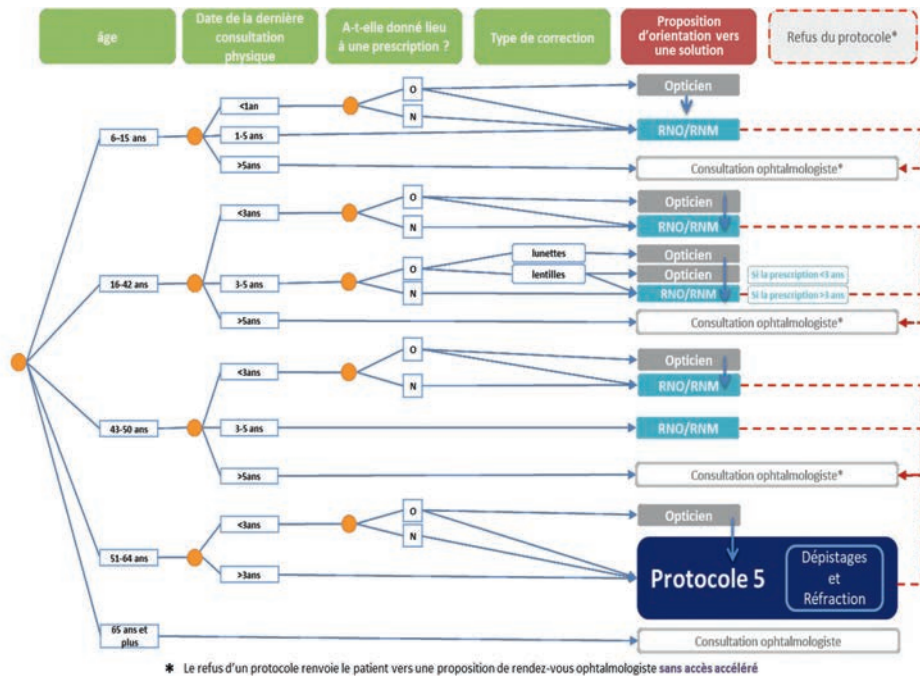 âge
Date de la dernière
consultation
physique
A-t-elle donné lieu
à une prescription ?
Type de correction
Proposition
d'orientation vers
une solution
Refus du protocole*
6–15 ans
<1an
O
N
1-5 ans
>5ans
Opticien
RNO/RNM
Consultation ophtalmologiste*
16-42 ans
<3ans
O
N
Opticien
RNO/RNM
3-5 ans
O
N
lunettes
lentilles
Opticien
Opticien
Si la prescription <3 ans
RNO/RNM
Si la prescription >3 ans
>5ans
Consultation ophtalmologiste*
43-50 ans
<3ans
O
N
Opticien
RNO/RNM
3-5 ans
RNO/RNM
>5ans
Consultation ophtalmologiste*
51-64 ans
<3ans
O
N
Opticien
>3ans
Protocole 5
Dépistages
et
Réfraction
65 ans et
plus
Consultation ophtalmologiste
* Le refus d'un protocole renvoie le patient vers une proposition de rendez-vous ophtalmologiste sans accès accéléré